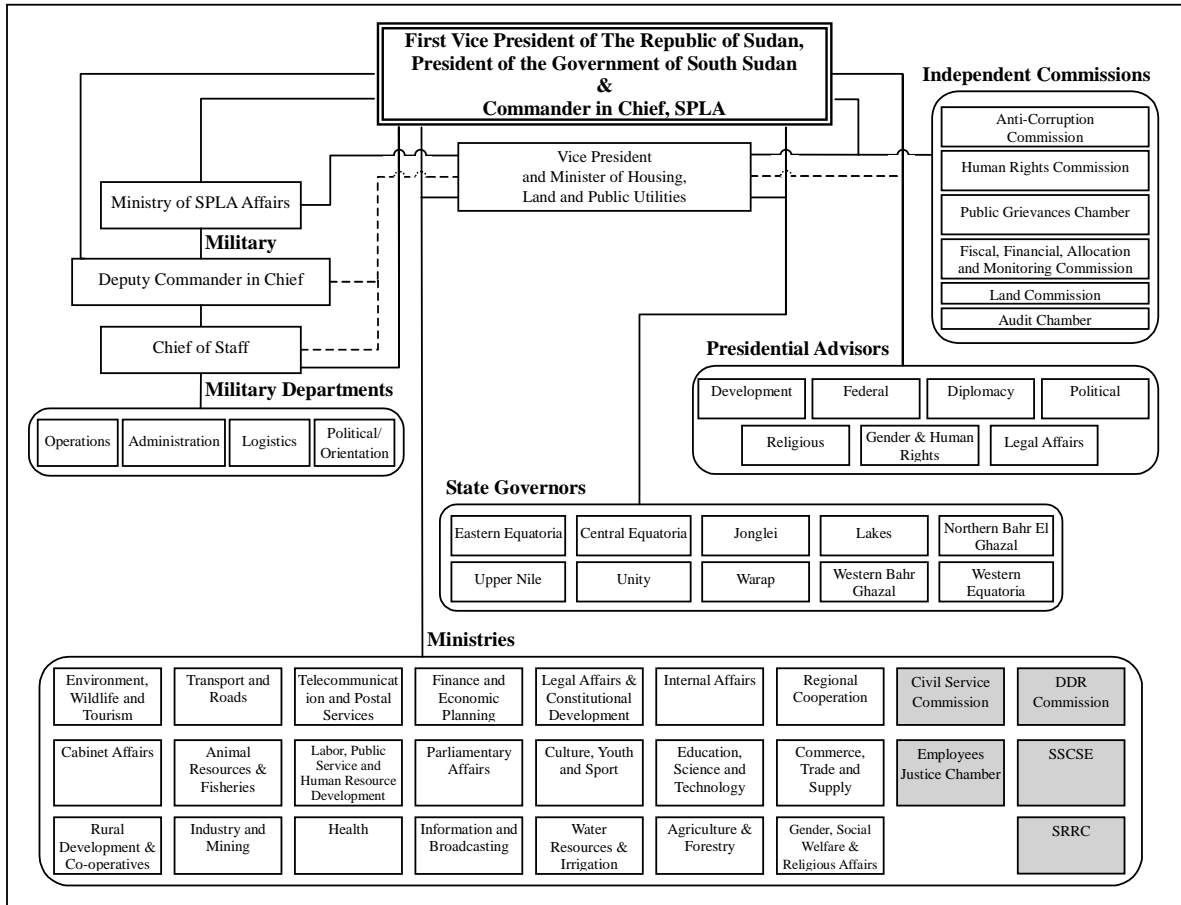 First Vice President of The Republic of Sudan,
President of the Government of South Sudan
&
Commander in Chief, SPLA
Independent Commissions
Anti-Corruption
Commission
Human Rights Commission
Public Grievances Chamber
Fiscal, Financial, Allocation
and Monitoring Commission
Land Commission
Audit Chamber
Vice President
and Minister of Housing,
Land and Public Utilities
Ministry of SPLA Affairs
Military
Deputy Commander in Chief
Chief of Staff
Military Departments
Operations
Administration
Logistics
Political/
Orientation
Presidential Advisors
Development
Federal
Diplomacy
Political
Religious
Gender & Human
Rights
Legal Affairs
State Governors
Eastern Equatoria
Central Equatoria
Jonglei
Lakes
Northern Bahr El
Ghazal
Upper Nile
Unity
Warap
Western Bahr
Ghazal
Western
Equatoria
Ministries
Environment,
Wildlife and
Tourism
Transport and
Roads
Telecommunicat
ion and Postal
Services
Finance and
Economic
Planning
Legal Affairs &
Constitutional
Development
Internal Affairs
Regional
Cooperation
Civil Service
Commission
DDR
Commission
Cabinet Affairs
Animal
Resources &
Fisheries
Labor, Public
Service and
Human Resource
Development
Parliamentary
Affairs
Culture, Youth
and Sport
Education,
Science and
Technology
Commerce,
Trade and
Supply
Employees
Justice Chamber
SSCSE
Rural
Development &
Co-operatives
Industry and
Mining
Health
Information and
Broadcasting
Water
Resources &
Irrigation
Agriculture &
Forestry
Gender, Social
Welfare &
Religious Affairs
SRRC